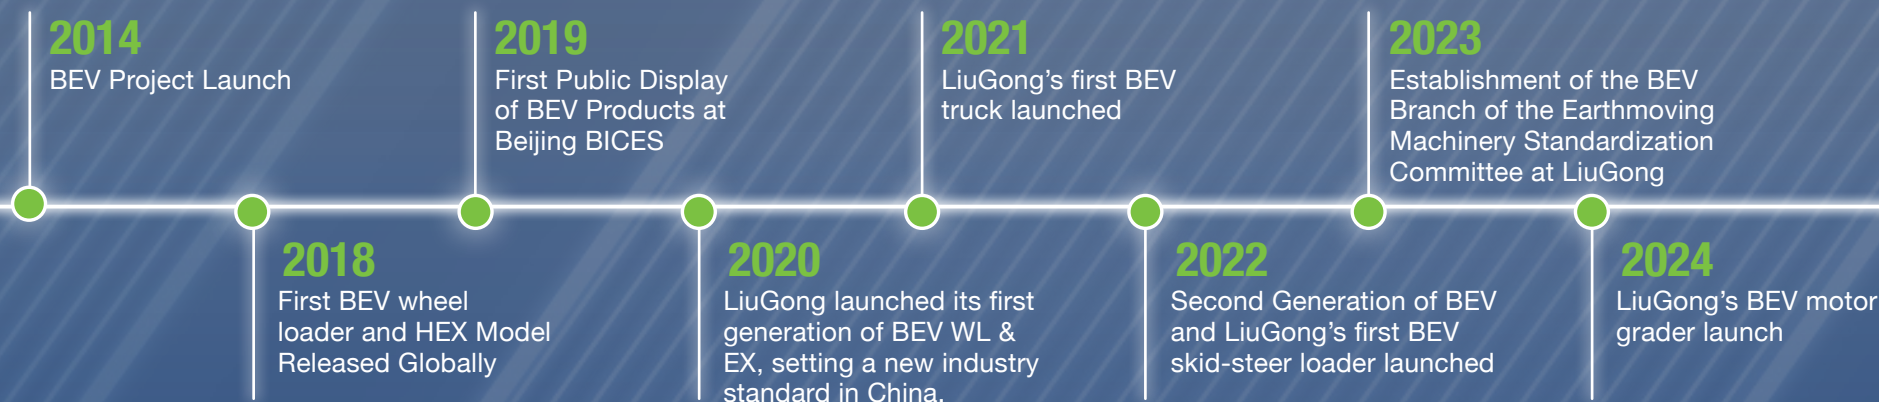 2014
BEV Project Launch
2018
First BEV wheel
loader and HEX Model
Released Globally
2019
First Public Display
of BEV Products at
Beijing BICES
2020
LiuGong launched its first
generation of BEV WL &
EX, setting a new industry
standard in China.
2021
LiuGong’s first BEV
truck launched
2022
Second Generation of BEV
and LiuGong’s first BEV
skid-steer loader launched
2023
Establishment of the BEV
Branch of the Earthmoving
Machinery Standardization
Committee at LiuGong
2024
LiuGong’s BEV motor
grader launch